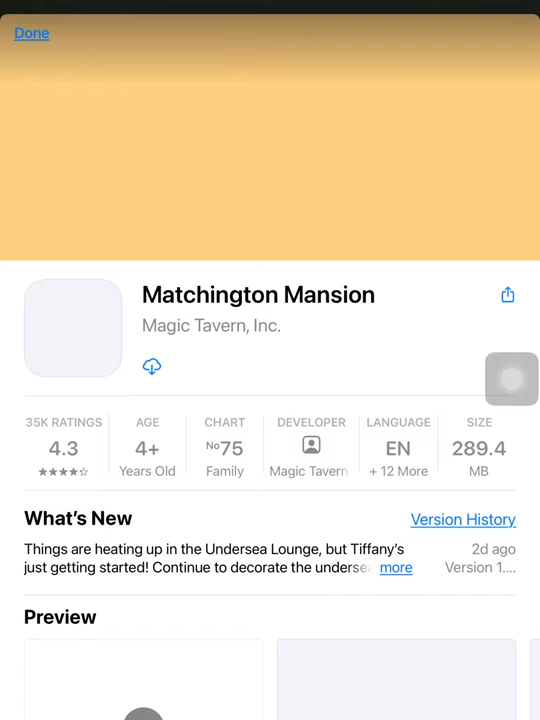 Done
Matchington Mansion
Magic Tavern, Inc.
35K RATINGS
4.3
AGE
4+
Years Old
CHART
No75
Family
DEVELOPER
Magic Tavern
LANGUAGE
EN
+ 12 More
SIZE
289.4
MB
What's New
Version History
Things are heating up in the Undersea Lounge, but Tiffany's
just getting started! Continue to decorate the undersea more
2d ago
Version 1....
Preview